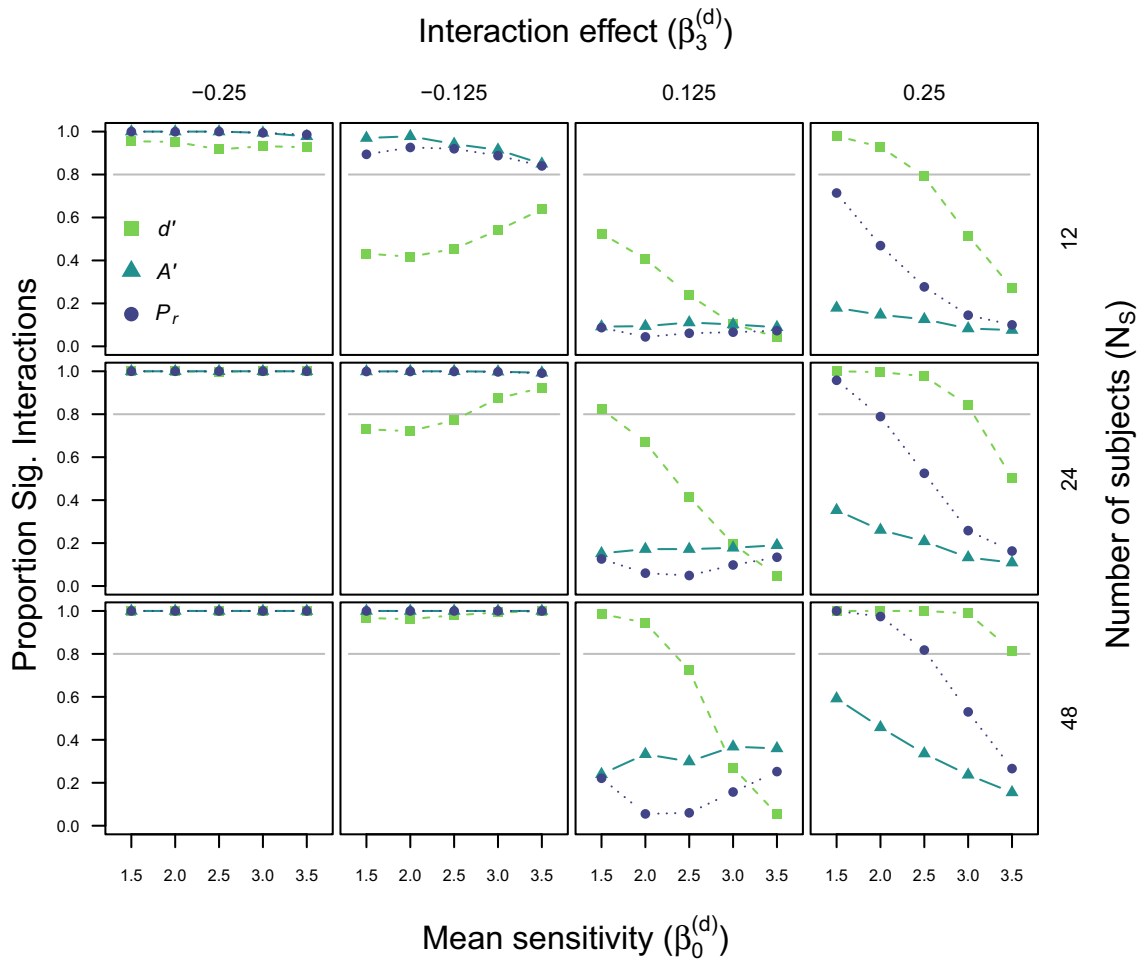 Interaction effect (β₃⁽ᵈ⁾)
−0.25 −0.125 0.125 0.25
Proportion Sig. Interactions
1.0
0.8
0.6
0.4
0.2
0.0
d′
A′
Pᵣ
12
1.0
0.8
0.6
0.4
0.2
0.0
24
1.0
0.8
0.6
0.4
0.2
0.0
48
Number of subjects (Nₛ)
1.5 2.0 2.5 3.0 3.5 1.5 2.0 2.5 3.0 3.5 1.5 2.0 2.5 3.0 3.5 1.5 2.0 2.5 3.0 3.5
Mean sensitivity (β₀⁽ᵈ⁾)